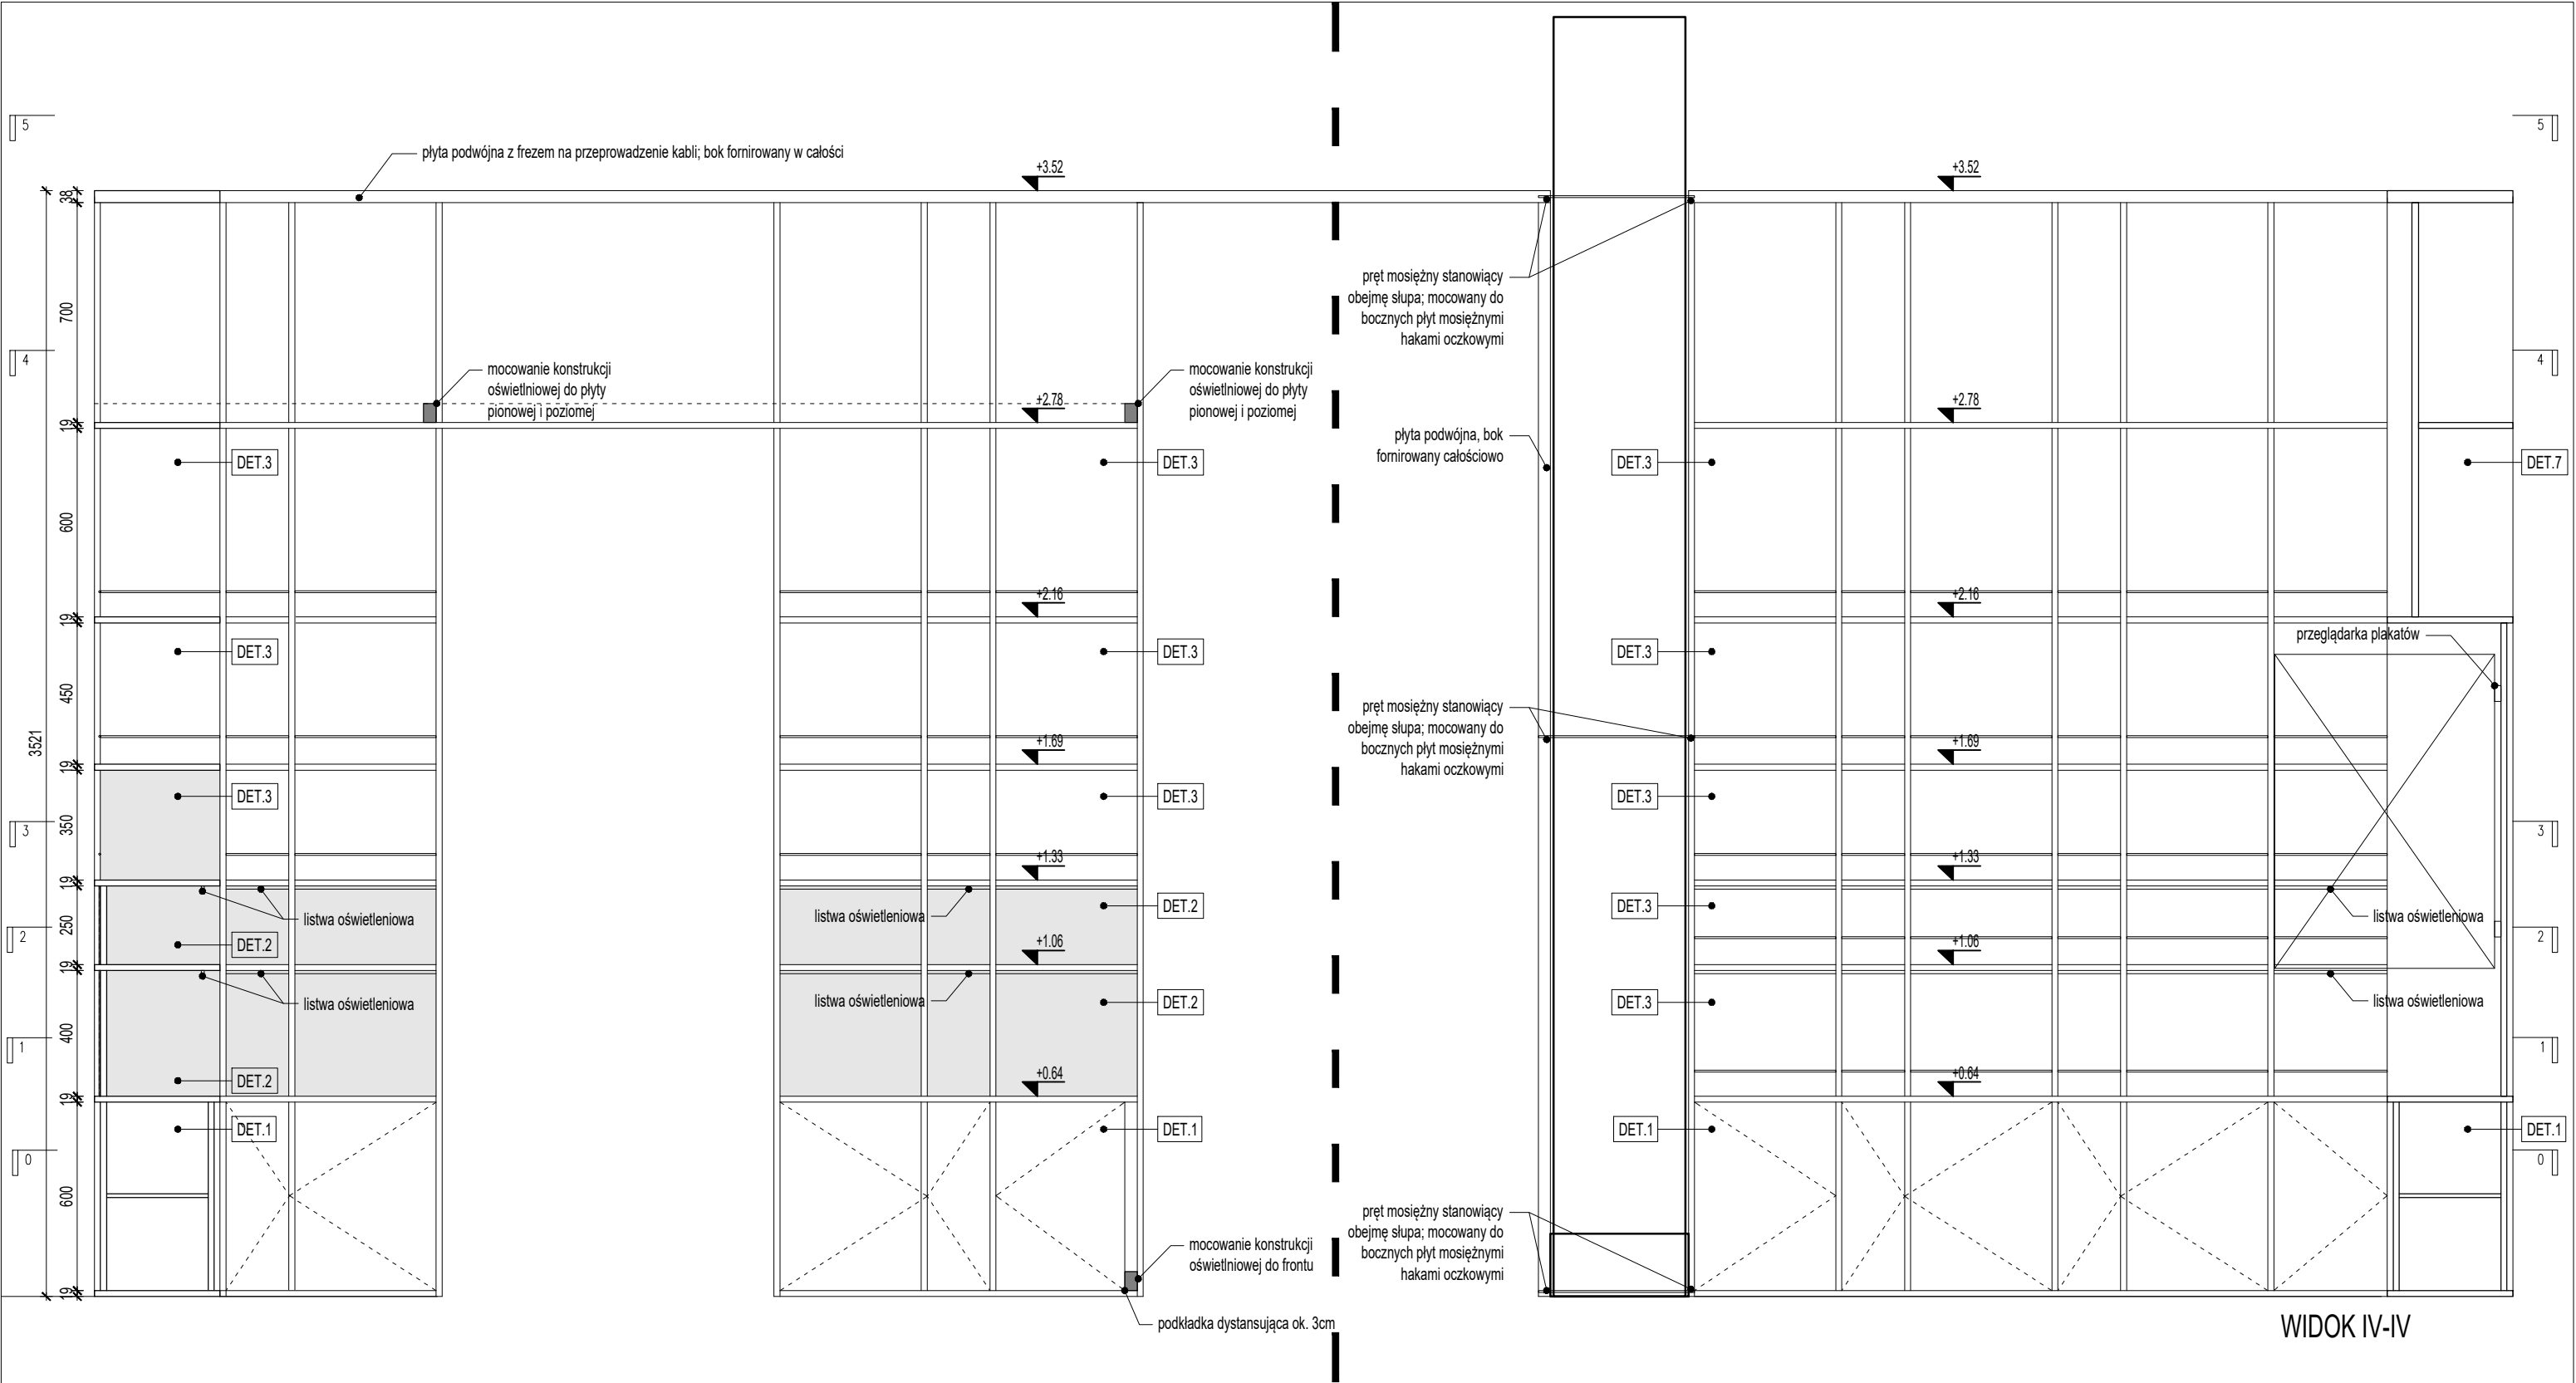 5
5
płyta podwójna z frezem na przeprowadzenie kabli; bok fornirowany w całości
+3.52
+3.52
38
700
pręt mosiężny stanowiący
obejmę słupa; mocowany do
bocznych płyt mosiężnymi
hakami oczkowymi
4
4
mocowanie konstrukcji
oświetlniowej do płyty
pionowej i poziomej
mocowanie konstrukcji
oświetlniowej do płyty
pionowej i poziomej
+2.78
+2.78
19
płyta podwójna, bok
fornirowany całościowo
DET.3
DET.3
DET.3
DET.7
600
+2.16
+2.16
19
przeglądarka plakatów
DET.3
DET.3
DET.3
450
3521
pręt mosiężny stanowiący
obejmę słupa; mocowany do
bocznych płyt mosiężnymi
hakami oczkowymi
+1.69
+1.69
19
DET.3
DET.3
DET.3
350
3
3
+1.33
+1.33
19
listwa oświetleniowa
listwa oświetleniowa
DET.2
DET.3
listwa oświetleniowa
250
2
2
DET.2
+1.06
+1.06
19
listwa oświetleniowa
listwa oświetleniowa
DET.2
DET.3
listwa oświetleniowa
400
1
1
DET.2
+0.64
+0.64
19
DET.1
DET.1
DET.1
DET.1
0
0
600
pręt mosiężny stanowiący
obejmę słupa; mocowany do
bocznych płyt mosiężnymi
hakami oczkowymi
mocowanie konstrukcji
oświetlniowej do frontu
19
podkładka dystansująca ok. 3cm
WIDOK IV-IV